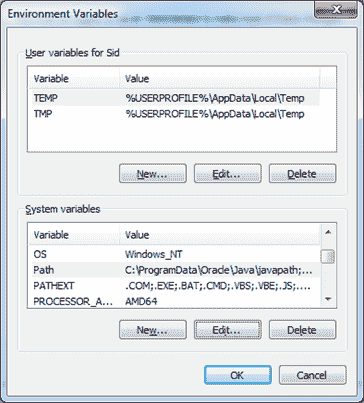 Environment Variables
User variables for Sid
Variable Value
TEMP %USERPROFILE%\AppData\Local\Temp
TMP %USERPROFILE%\AppData\Local\Temp
New... Edit... Delete
System variables
Variable Value
OS Windows_NT
Path C:\ProgramData\Oracle\Java\javapath;...
PATHEXT .COM;.EXE;.BAT;.CMD;.VBS;.VBE;.JS;....
PROCESSOR_A... AMD64
New... Edit... Delete
OK Cancel